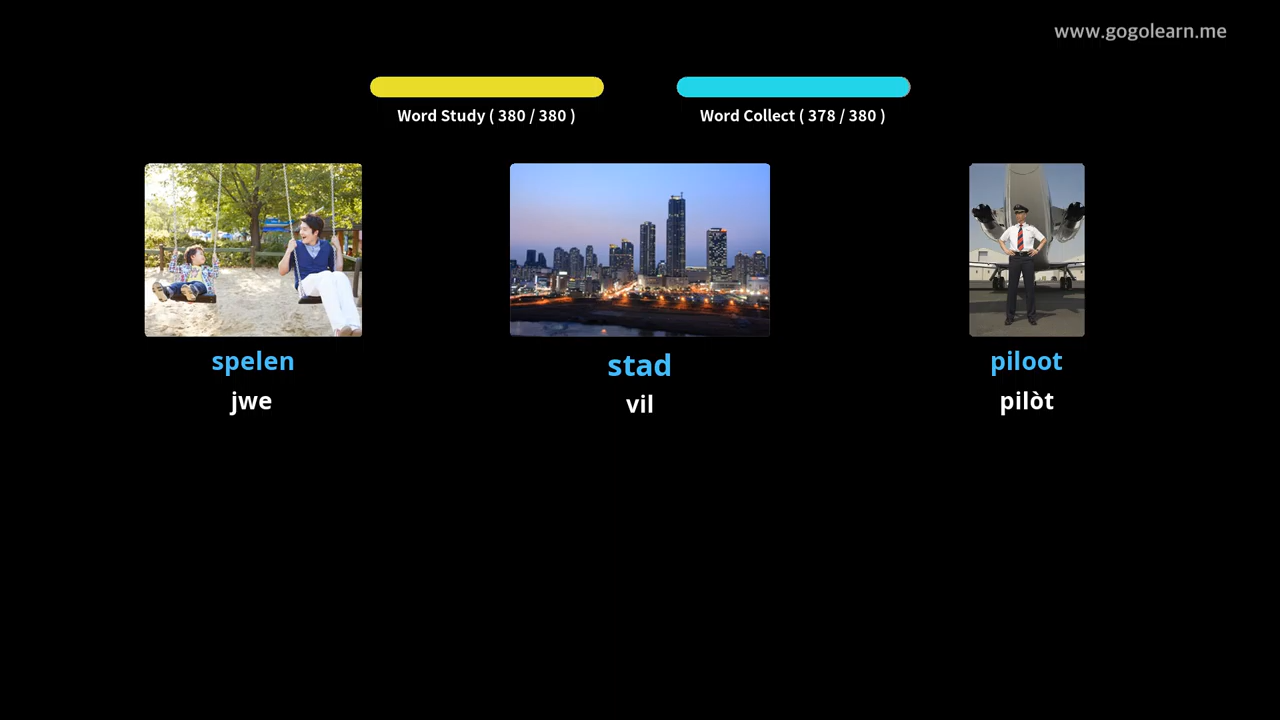 www.gogolearn.me
Word Study ( 380 / 380 )
Word Collect ( 378 / 380 )
spelen
jwe
stad
vil
piloot
pilòt